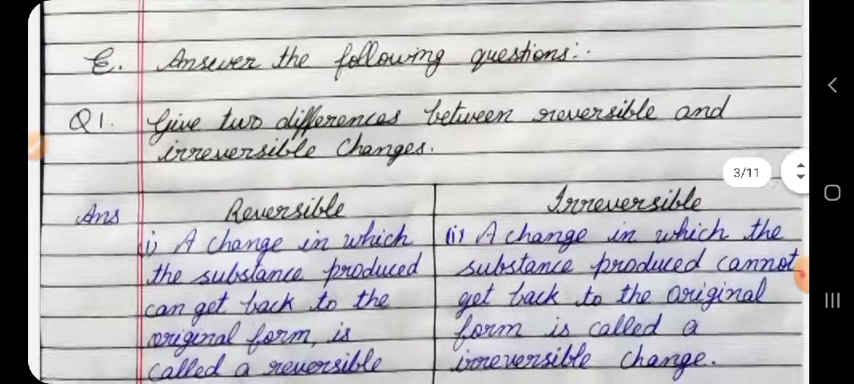 E. Answer the following questions:-
Q1. Give two differences between reversible and
irreversible changes.
3/11
Ans Reversible Irreversible
i) A change in which
the substance produced
can get back to the
original form, is
called a reversible
(i) A change in which the
substance produced cannot
get back to the original
form is called a
irreversible change.